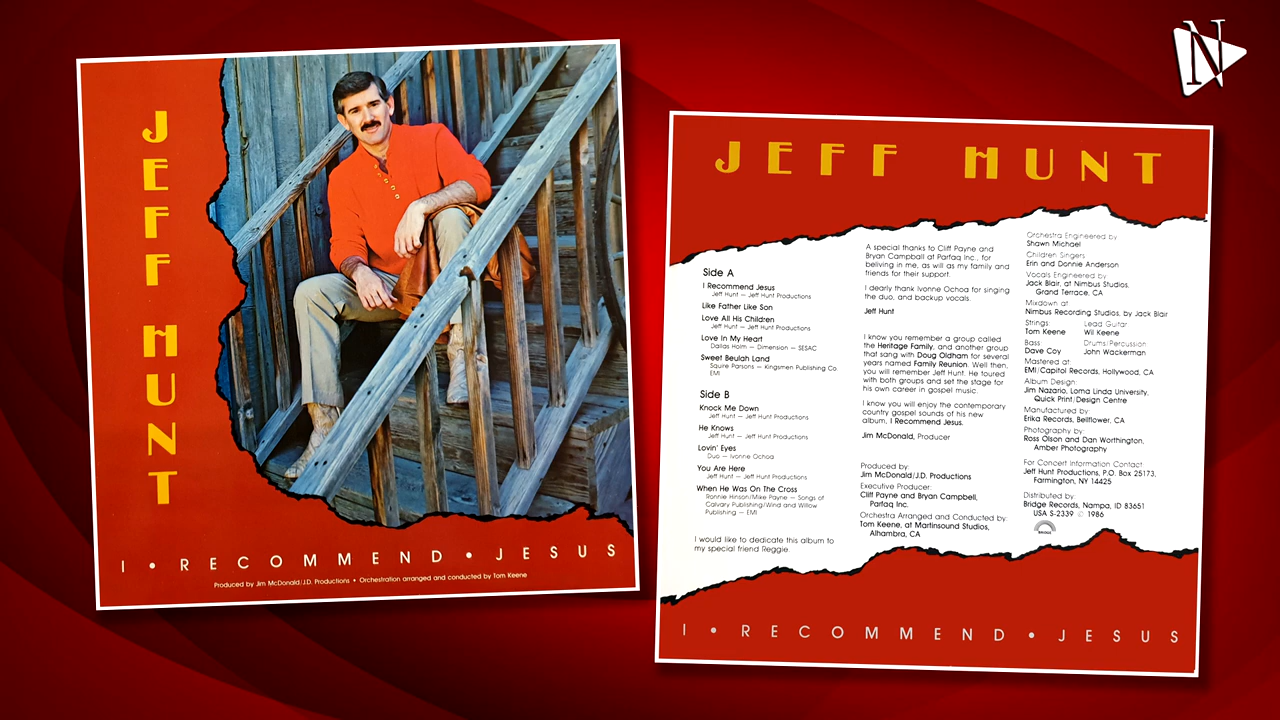 JEFF HUNT
I • RECOMMEND • JESUS
Produced by Jim McDonald/J.D. Productions • Orchestration arranged and conducted by Tom Keene
N
JEFF HUNT
Side A
I Recommend Jesus
Jeff Hunt — Jeff Hunt Productions
Like Father Like Son
Love All His Children
Jeff Hunt — Jeff Hunt Productions
Love In My Heart
Dallas Holm — Dimension — SESAC
Sweet Beulah Land
Squire Parsons — Kingsmen Publishing Co
EMI
Side B
Knock Me Down
Jeff Hunt — Jeff Hunt Productions
He Knows
Jeff Hunt — Jeff Hunt Productions
Lovin' Eyes
Duo — Ivonne Ochoa
You Are Here
Jeff Hunt — Jeff Hunt Productions
When He Was On The Cross
Ronnie Hinson/Mike Payne — Songs of
Calvary Publishing/Wind and Willow
Publishing — EMI
I would like to dedicate this album to
my special friend Reggie.
A special thanks to Cliff Payne and
Bryan Campball at Parfaq Inc., for
beliving in me, as will as my family and
friends for their support.
I dearly thank Ivonne Ochoa for singing
the duo, and backup vocals.
Jeff Hunt
I know you remember a group called
the Heritage Family, and another group
that sang with Doug Oldham for several
years named Family Reunion. Well then,
you will remember Jeff Hunt. He toured
with both groups and set the stage for
his own career in gospel music.
I know you will enjoy the contemporary
country gospel sounds of his new
album, I Recommend Jesus.
Jim McDonald, Producer
Produced by:
Jim McDonald/J.D. Productions
Executive Producer:
Cliff Payne and Bryan Campbell,
Parfaq Inc.
Orchestra Arranged and Conducted by:
Tom Keene, at Martinsound Studios,
Alhambra, CA
Orchestra Engineered by
Shawn Michael
Children Singers
Erin and Donnie Anderson
Vocals Engineered by
Jack Blair, at Nimbus Studios,
Grand Terrace, CA
Mixdown at:
Nimbus Recording Studios, by Jack Blair
Strings Lead Guitar
Tom Keene Wil Keene
Bass Drums/Percussion
Dave Coy John Wackerman
Mastered at:
EMI/Capitol Records, Hollywood, CA
Album Design:
Jim Nazario, Loma Linda University,
Quick Print/Design Centre
Manufactured by:
Erika Records, Bellflower, CA
Photography by:
Ross Olson and Dan Worthington,
Amber Photography
For Concert Information Contact
Jeff Hunt Productions, P.O. Box 25173,
Farmington, NY 14425
Distributed by:
Bridge Records, Nampa, ID 83651
USA S-2339 © 1986
BRIDGE
I • RECOMMEND • JESUS